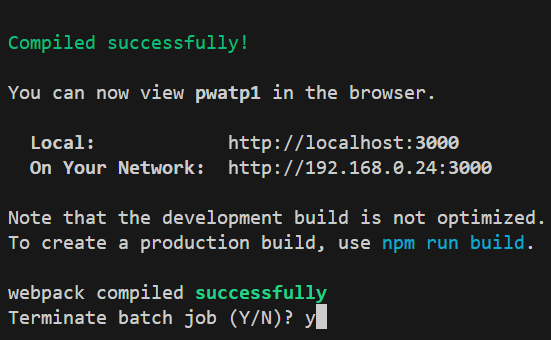 Compiled successfully!
You can now view pwatp1 in the browser.
Local: http://localhost:3000
On Your Network: http://192.168.0.24:3000
Note that the development build is not optimized.
To create a production build, use npm run build.
webpack compiled successfully
Terminate batch job (Y/N)? y